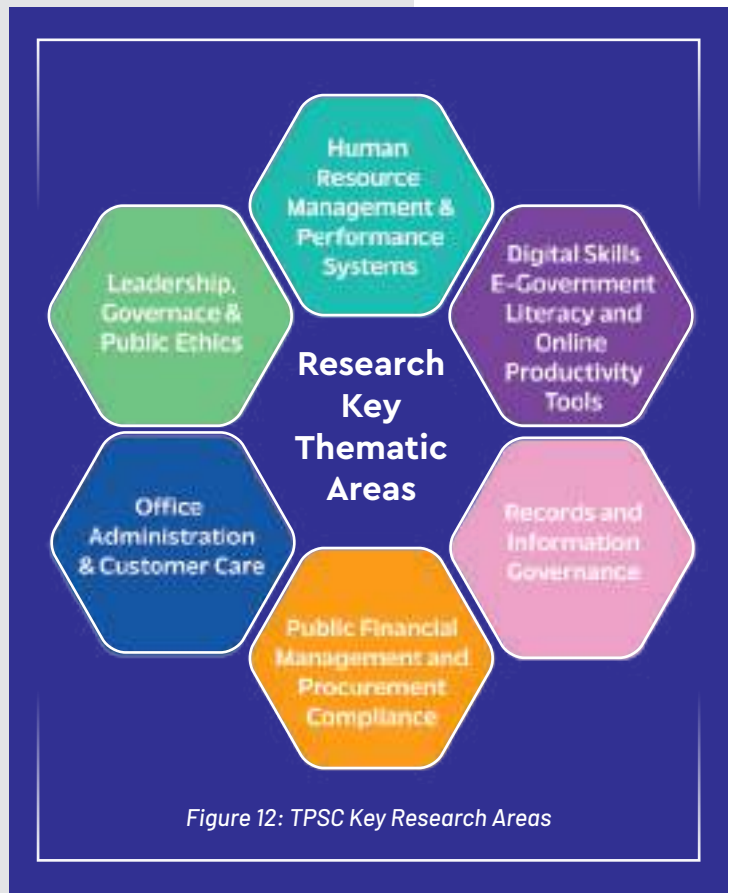 Human
Resource
Management &
Performance
Systems
Digital Skills
E-Government
Literacy and
Online
Productivity
Tools
Leadership,
Governace &
Public Ethics
Research
Key
Thematic
Areas
Office
Administration
& Customer Care
Records and
Information
Governance
Public Financial
Management and
Procurement
Compliance
Figure 12: TPSC Key Research Areas